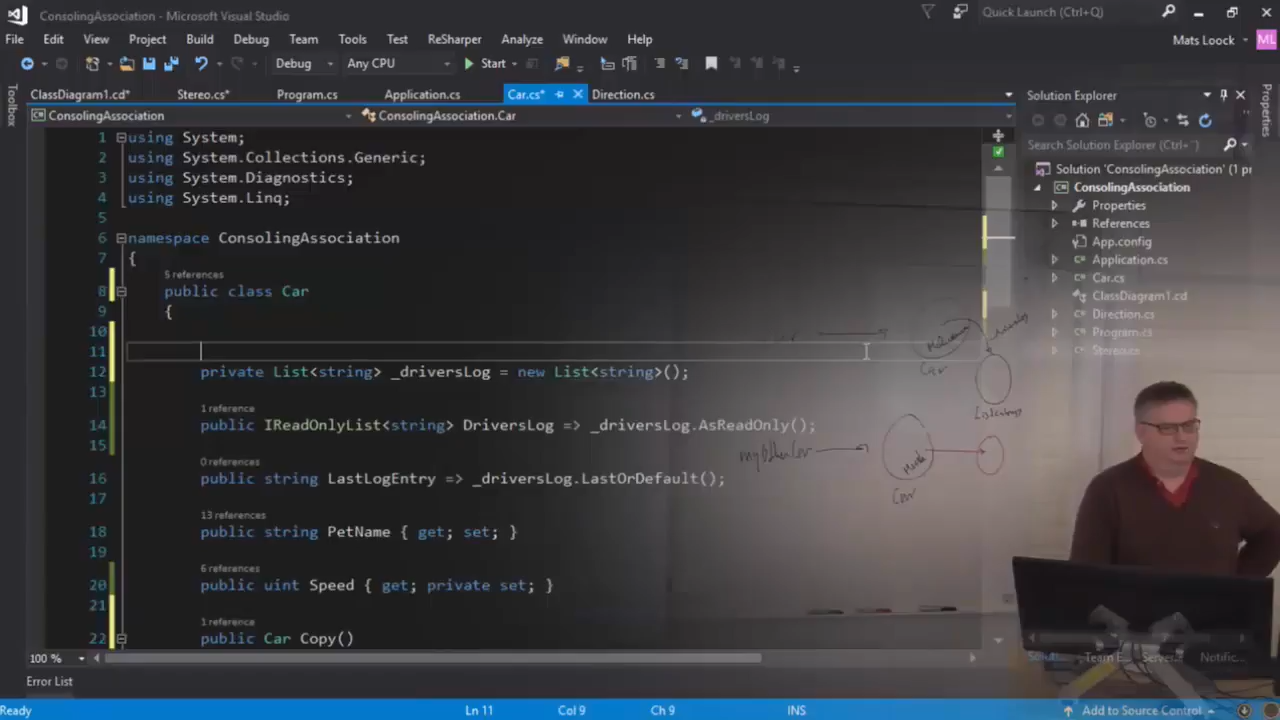 ConsolingAssociation - Microsoft Visual Studio
Quick Launch (Ctrl+Q)
File Edit View Project Build Debug Team Tools Test ReSharper Analyze Window Help
Mats Loock ML
Debug Any CPU Start
Toolbox
ClassDiagram1.cd* Stereo.cs* Program.cs Application.cs Car.cs* Direction.cs
Solution Explorer
Properties
ConsolingAssociation ConsolingAssociation.Car _driversLog
Search Solution Explorer (Ctrl+¨)
Solution 'ConsolingAssociation' (1 pr
ConsolingAssociation
Properties
References
App.config
Application.cs
Car.cs
ClassDiagram1.cd
Direction.cs
Program.cs
Stereo.cs
1 using System;
2 using System.Collections.Generic;
3 using System.Diagnostics;
4 using System.Linq;
5
6 namespace ConsolingAssociation
7 {
5 references
8 public class Car
9 {
10
11
12 private List<string> _driversLog = new List<string>();
13
1 reference
14 public IReadOnlyList<string> DriversLog => _driversLog.AsReadOnly();
15
0 references
16 public string LastLogEntry => _driversLog.LastOrDefault();
17
13 references
18 public string PetName { get; set; }
19
6 references
20 public uint Speed { get; private set; }
21
1 reference
22 public Car Copy()
Car
myOtherCar
Car
100 %
Team E... Server... Notific...
Error List
Ready Ln 11 Col 9 Ch 9 INS Add to Source Control